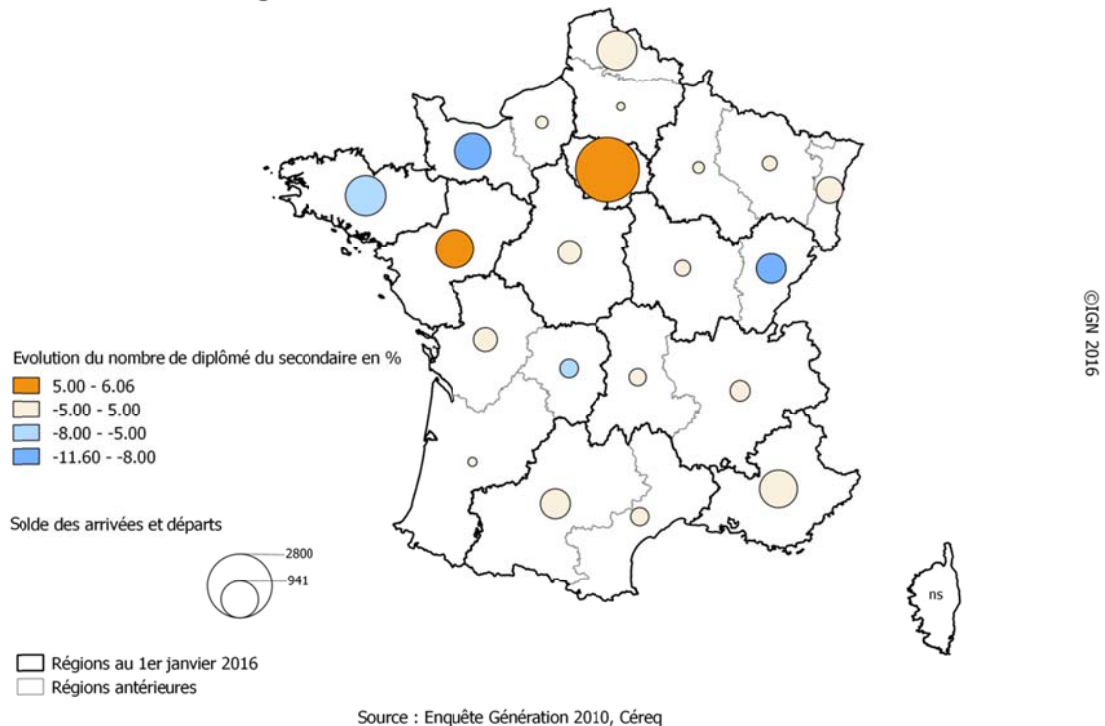 Evolution du nombre de diplômé du secondaire en %
5.00 - 6.06
-5.00 - 5.00
-8.00 - -5.00
-11.60 - -8.00
Solde des arrivées et départs
2800
941
ns
Régions au 1er janvier 2016
Régions antérieures
Source : Enquête Génération 2010, Céreq
©IGN 2016